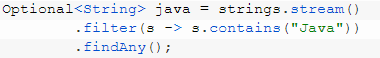 Optional<String> java = strings.stream()
.filter(s -> s.contains("Java"))
.findAny();